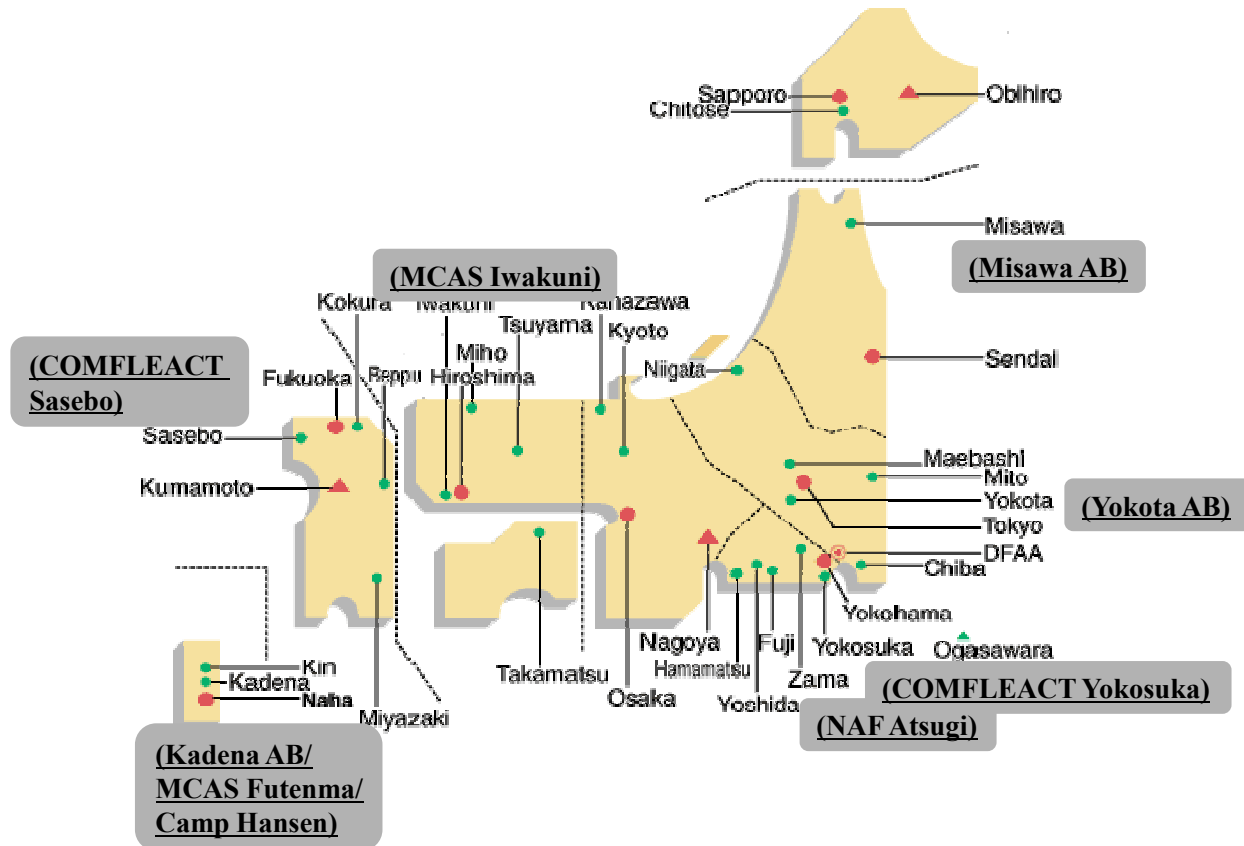 Sapporo
Obihiro
Chitose
Misawa
(Misawa AB)
(MCAS Iwakuni)
Kokura
Iwakuni
Kanazawa
Tsuyama
Kyoto
Miho
Hiroshima
Niigata
Sendai
(COMFLEACT
Sasebo)
Fukuoka
Beppu
Sasebo
Kumamoto
Maebashi
Mito
Yokota
(Yokota AB)
Tokyo
DFAA
Chiba
Yokohama
Nagoya
Fuji
Yokosuka
Ogasawara
Hamamatsu
Takamatsu
Zama
Osaka
Yoshida
(COMFLEACT Yokosuka)
(NAF Atsugi)
Kin
Kadena
Naha
Miyazaki
(Kadena AB/
MCAS Futenma/
Camp Hansen)